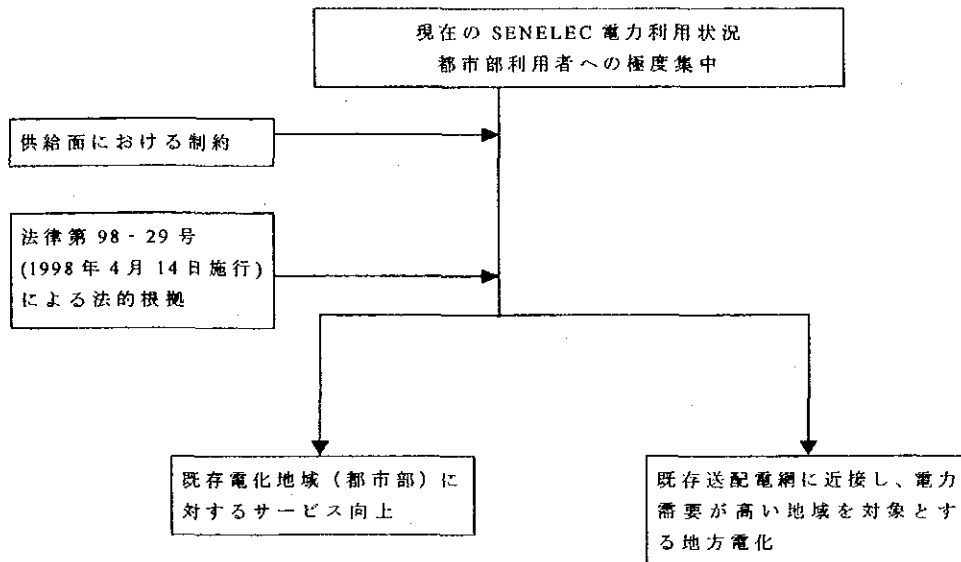 現在の SENELEC 電力利用状況
都市部利用者への極度集中
供給面における制約
法律第 98 - 29 号
(1998 年 4 月 14 日施行)
による法的根拠
既存電化地域（都市部）に
対するサービス向上
既存送配電網に近接し、電力
需要が高い地域を対象とす
る地方電化